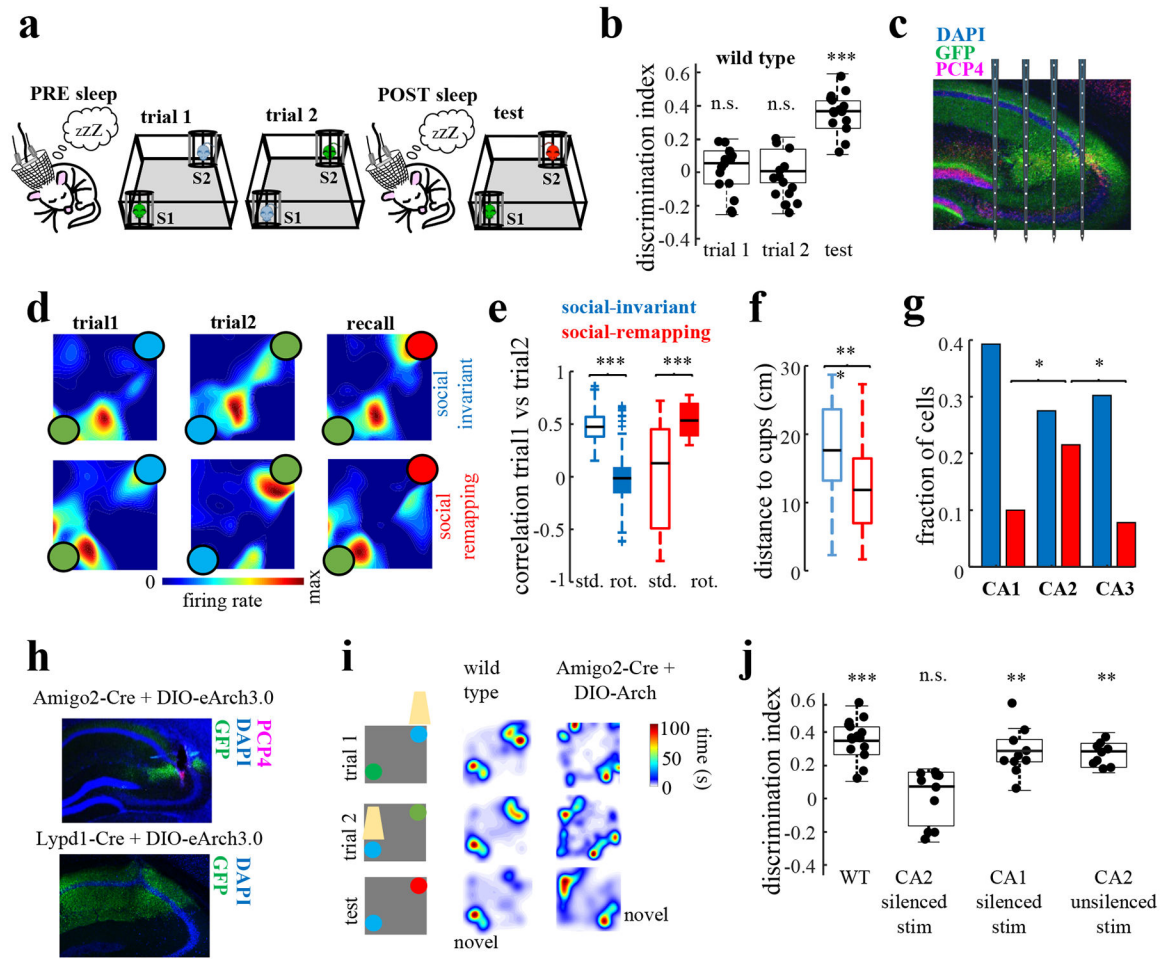 a
PRE sleep
zzZ
trial 1
S2
S1
trial 2
S2
S1
POST sleep
zzZ
test
S2
S1
b
wild type
discrimination index
0.6
0.4
0.2
0
-0.2
-0.4
n.s.
n.s.
***
trial 1
trial 2
test
c
DAPI
GFP
PCP4
d
trial1
trial2
recall
social
invariant
social
remapping
0
max
firing rate
e
social-invariant
social-remapping
correlation trial1 vs trial2
***
***
1
0.5
0
-0.5
-1
std.
rot.
std.
rot.
f
distance to cups (cm)
**
*
30
20
10
0
g
fraction of cells
0.4
0.1
0
*
*
CA1
CA2
CA3
h
Amigo2-Cre + DIO-eArch3.0
PCP4
DAPI
GFP
Lypd1-Cre + DIO-eArch3.0
DAPI
GFP
i
wild
type
Amigo2-Cre +
DIO-Arch
trial 1
trial 2
test
100
50
0
time (s)
novel
novel
j
discrimination index
0.6
0.4
0.2
0
-0.2
-0.4
***
n.s.
**
**
WT
CA2
silenced
stim
CA1
silenced
stim
CA2
unsilenced
stim